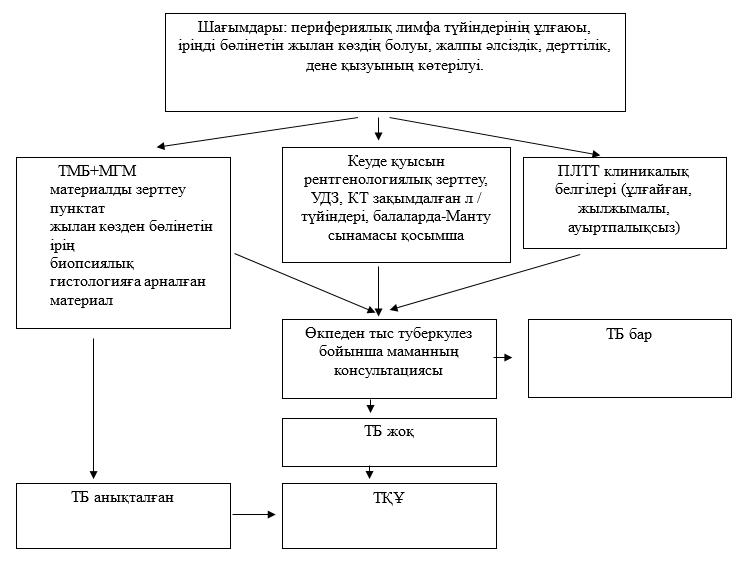 Шағымдары: перифериялық лимфа түйіндерінің ұлғаюы,
іріңді бөлінетін жылан көздің болуы, жалпы әлсіздік, дерттілік,
дене қызуының көтерілуі.
ТМБ+МГМ
материалды зерттеу
пунктат
жылан көзден бөлінетін
ірің
биопсиялық
гистологияға арналған
материал
Кеуде қуысын
рентгенологиялық зерттеу,
УДЗ, КТ зақымдалған л /
түйіндері, балаларда-Манту
сынамасы қосымша
ПЛТТ клиникалық
белгілері (ұлғайған,
жылжымалы,
ауыртпалықсыз)
Өкпеден тыс туберкулез
бойынша маманның
консультациясы
ТБ бар
ТБ жоқ
ТБ анықталған
ТҚҰ